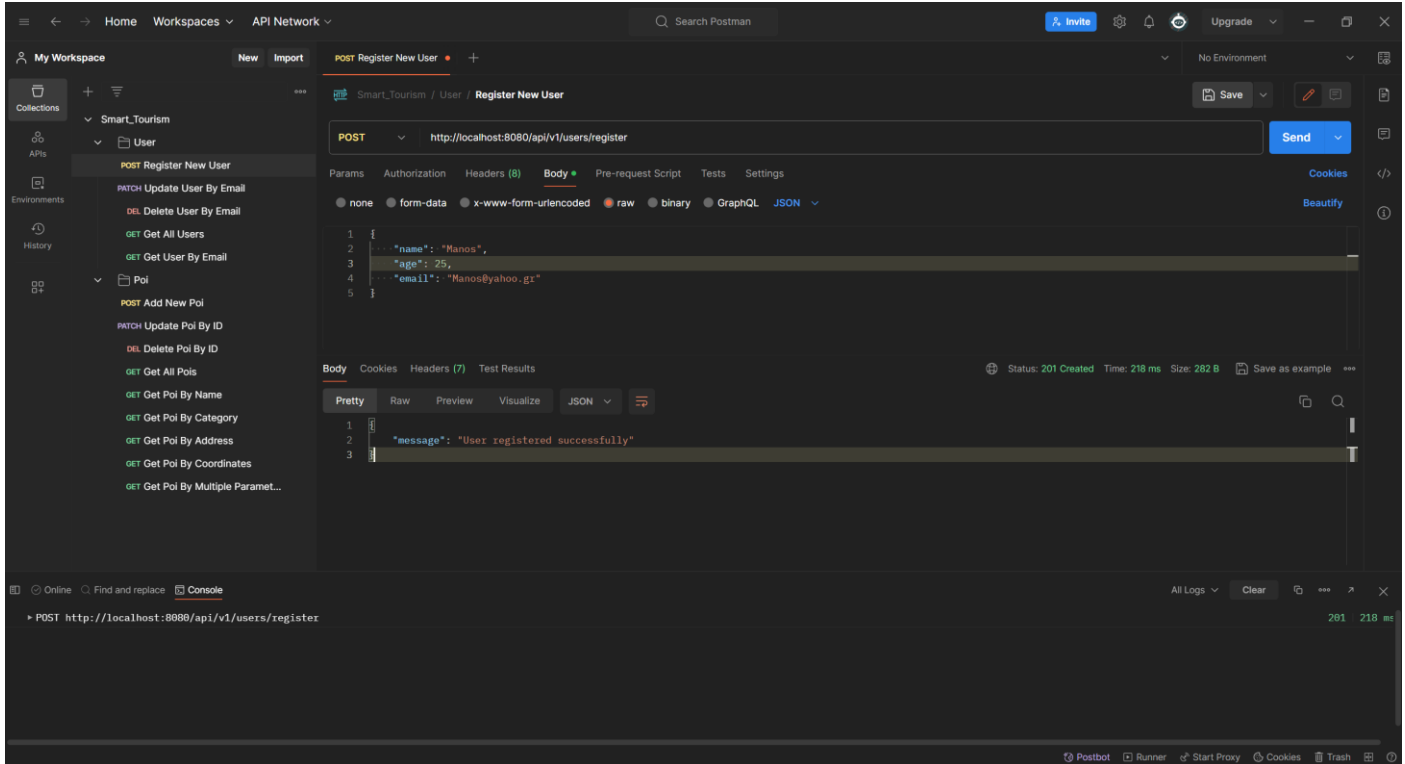 Home Workspaces API Network Search Postman Invite Upgrade
My Workspace New Import POST Register New User No Environment
Collections
APIs
Environments
History
Smart_Tourism
User
POST Register New User
PATCH Update User By Email
DEL Delete User By Email
GET Get All Users
GET Get User By Email
Poi
POST Add New Poi
PATCH Update Poi By ID
DEL Delete Poi By ID
GET Get All Pois
GET Get Poi By Name
GET Get Poi By Category
GET Get Poi By Address
GET Get Poi By Coordinates
GET Get Poi By Multiple Paramet...
HTTP Smart_Tourism / User / Register New User Save
POST http://localhost:8080/api/v1/users/register Send
Params Authorization Headers (8) Body Pre-request Script Tests Settings Cookies
none form-data x-www-form-urlencoded raw binary GraphQL JSON Beautify
1 {
2 "name": "Manos",
3 "age": 25,
4 "email": "Manos@yahoo.gr"
5 }
Body Cookies Headers (7) Test Results Status: 201 Created Time: 218 ms Size: 282 B Save as example
Pretty Raw Preview Visualize JSON
1 {
2 "message": "User registered successfully"
3 }
Online Find and replace Console All Logs Clear
POST http://localhost:8080/api/v1/users/register 201 218 ms
Postbot Runner Start Proxy Cookies Trash